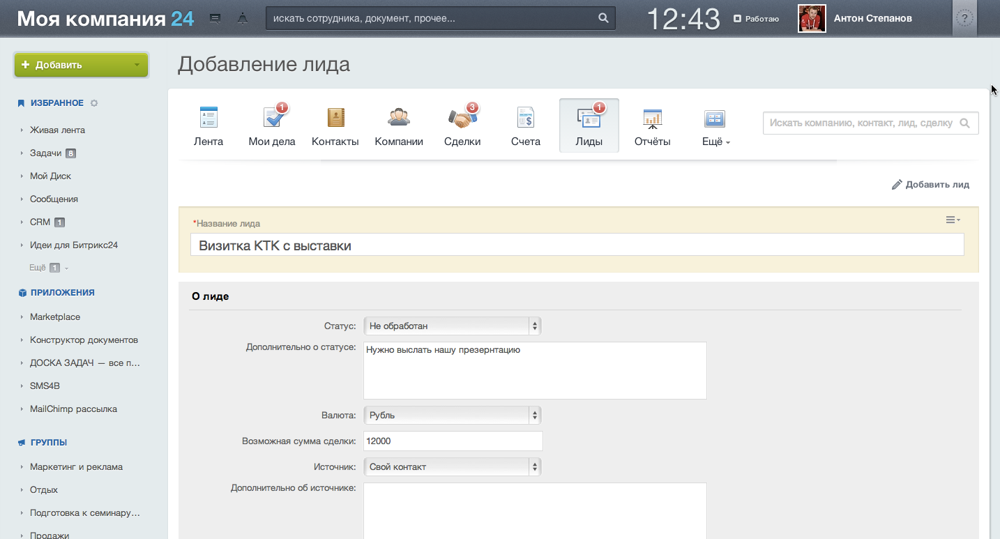 Моя компания 24
искать сотрудника, документ, прочее...
12:43
Работаю
Антон Степанов
?
Добавить
Добавление лида
ИЗБРАННОЕ
Живая лента
Задачи 8
Мой Диск
Сообщения
CRM 1
Идеи для Битрикс24
Ещё 1
ПРИЛОЖЕНИЯ
Marketplace
Конструктор документов
ДОСКА ЗАДАЧ — все п...
SMS4B
MailChimp рассылка
ГРУППЫ
Маркетинг и реклама
Отдых
Подготовка к семинару...
Продажи
Лента
1
Мои дела
Контакты
Компании
3
Сделки
Счета
1
Лиды
Отчёты
Ещё
Искать компанию, контакт, лид, сделку
Добавить лид
*Название лида
Визитка КТК с выставки
О лиде
Статус: Не обработан
Дополнительно о статусе: Нужно выслать нашу презернтацию
Валюта: Рубль
Возможная сумма сделки: 12000
Источник: Свой контакт
Дополнительно об источнике: